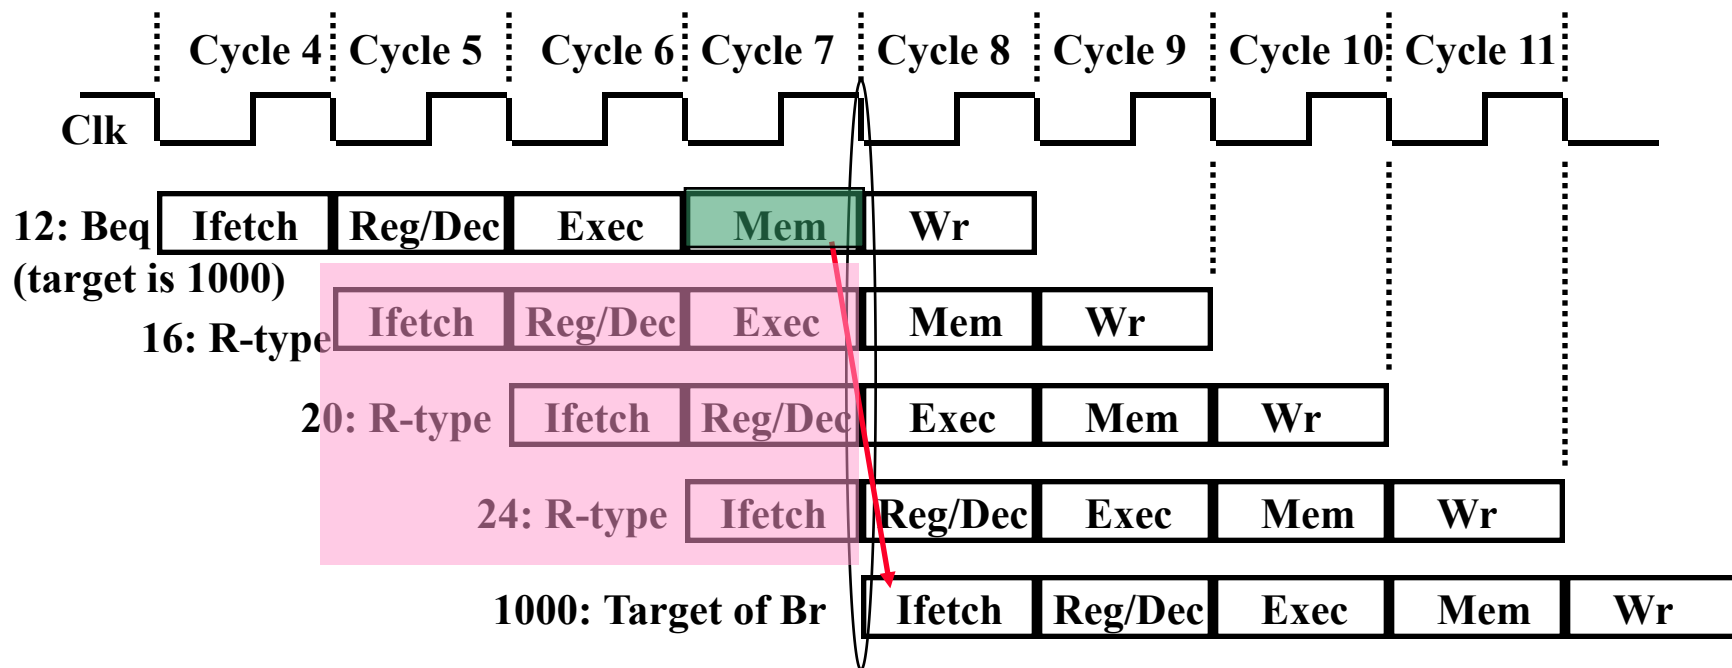 Cycle 4 Cycle 5 Cycle 6 Cycle 7 Cycle 8 Cycle 9 Cycle 10 Cycle 11
Clk
12: Beq Ifetch Reg/Dec Exec Mem Wr
(target is 1000)
16: R-type Ifetch Reg/Dec Exec Mem Wr
20: R-type Ifetch Reg/Dec Exec Mem Wr
24: R-type Ifetch Reg/Dec Exec Mem Wr
1000: Target of Br Ifetch Reg/Dec Exec Mem Wr